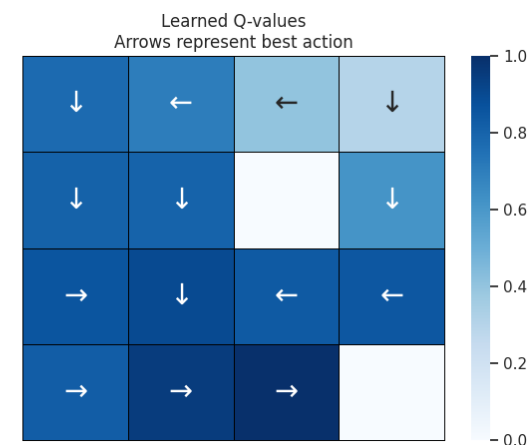 Learned Q-values
Arrows represent best action
↓ ← ← ↓
↓ ↓ ↓
→ ↓ ← ←
→ → →
1.0
0.8
0.6
0.4
0.2
0.0